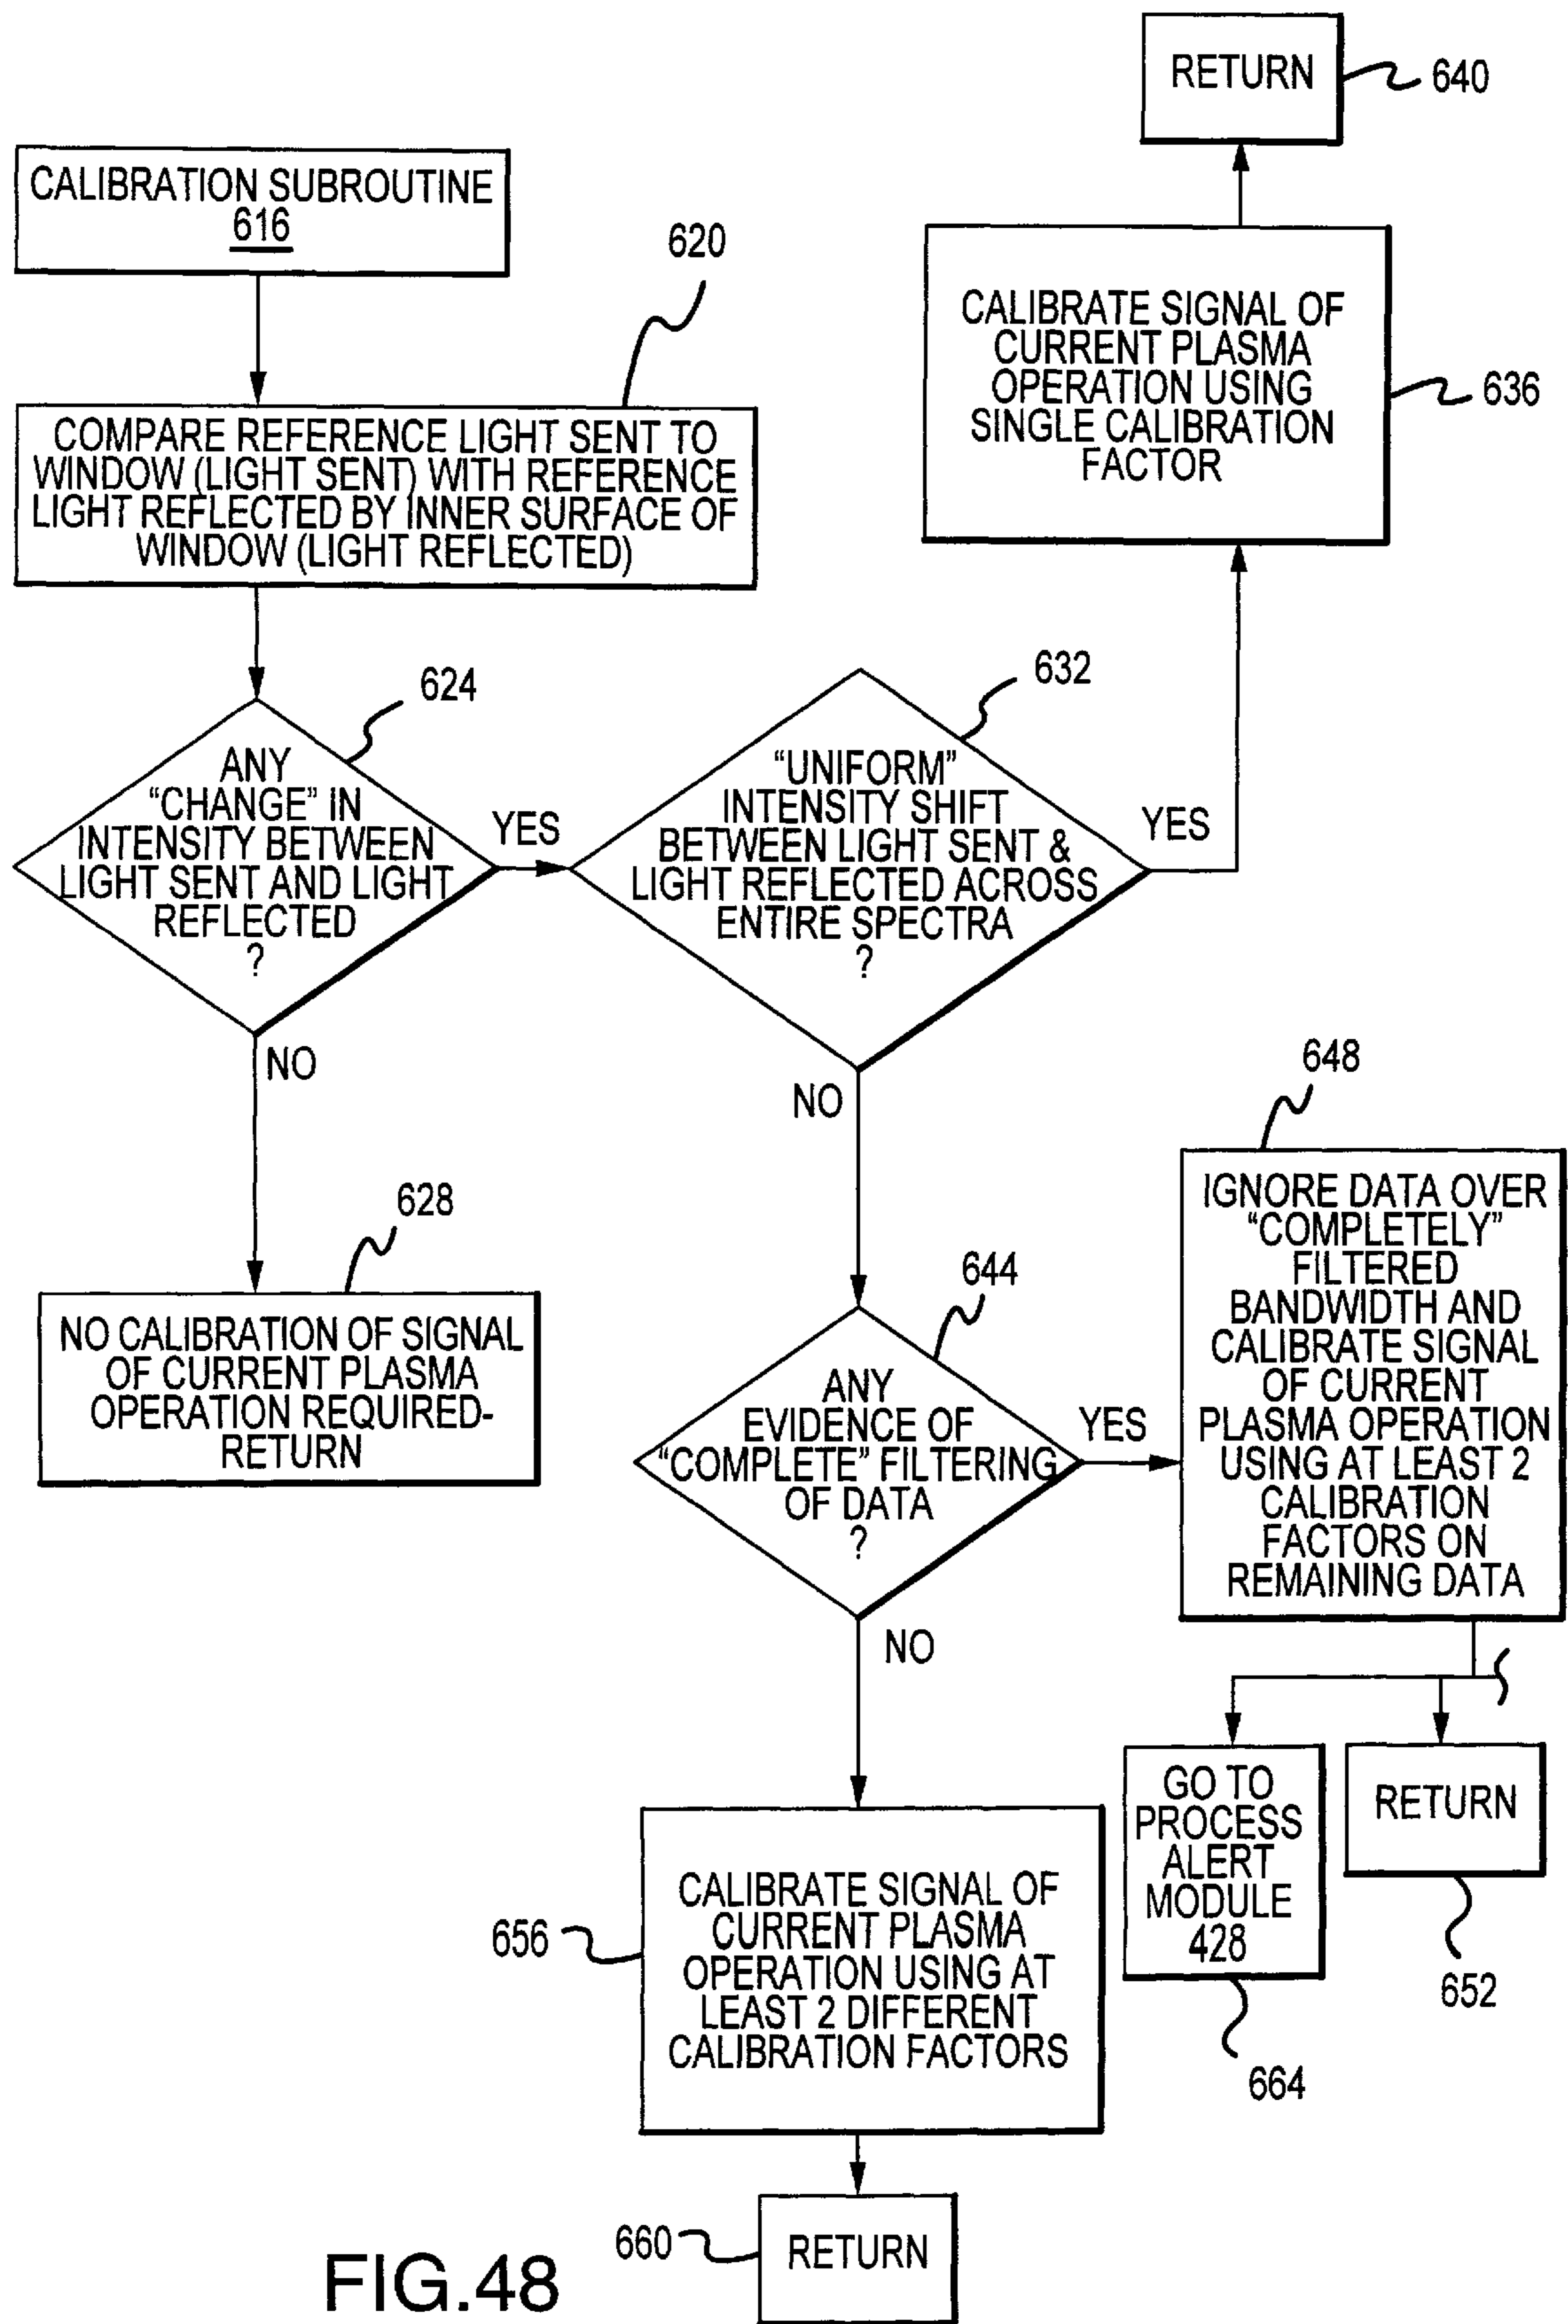 RETURN
640
CALIBRATION SUBROUTINE
616
620
CALIBRATE SIGNAL OF
CURRENT PLASMA
OPERATION USING
SINGLE CALIBRATION
FACTOR
636
COMPARE REFERENCE LIGHT SENT TO
WINDOW (LIGHT SENT) WITH REFERENCE
LIGHT REFLECTED BY INNER SURFACE OF
WINDOW (LIGHT REFLECTED)
624
ANY
“CHANGE” IN
INTENSITY BETWEEN
LIGHT SENT AND LIGHT
REFLECTED
?
YES
NO
632
“UNIFORM”
INTENSITY SHIFT
BETWEEN LIGHT SENT &
LIGHT REFLECTED ACROSS
ENTIRE SPECTRA
?
YES
NO
628
NO CALIBRATION OF SIGNAL
OF CURRENT PLASMA
OPERATION REQUIRED-
RETURN
644
ANY
EVIDENCE OF
“COMPLETE” FILTERING
OF DATA
?
YES
NO
648
IGNORE DATA OVER
“COMPLETELY”
FILTERED
BANDWIDTH AND
CALIBRATE SIGNAL
OF CURRENT
PLASMA OPERATION
USING AT LEAST 2
CALIBRATION
FACTORS ON
REMAINING DATA
GO TO
PROCESS
ALERT
MODULE
428
664
RETURN
652
656
CALIBRATE SIGNAL OF
CURRENT PLASMA
OPERATION USING AT
LEAST 2 DIFFERENT
CALIBRATION FACTORS
660
RETURN
FIG.48